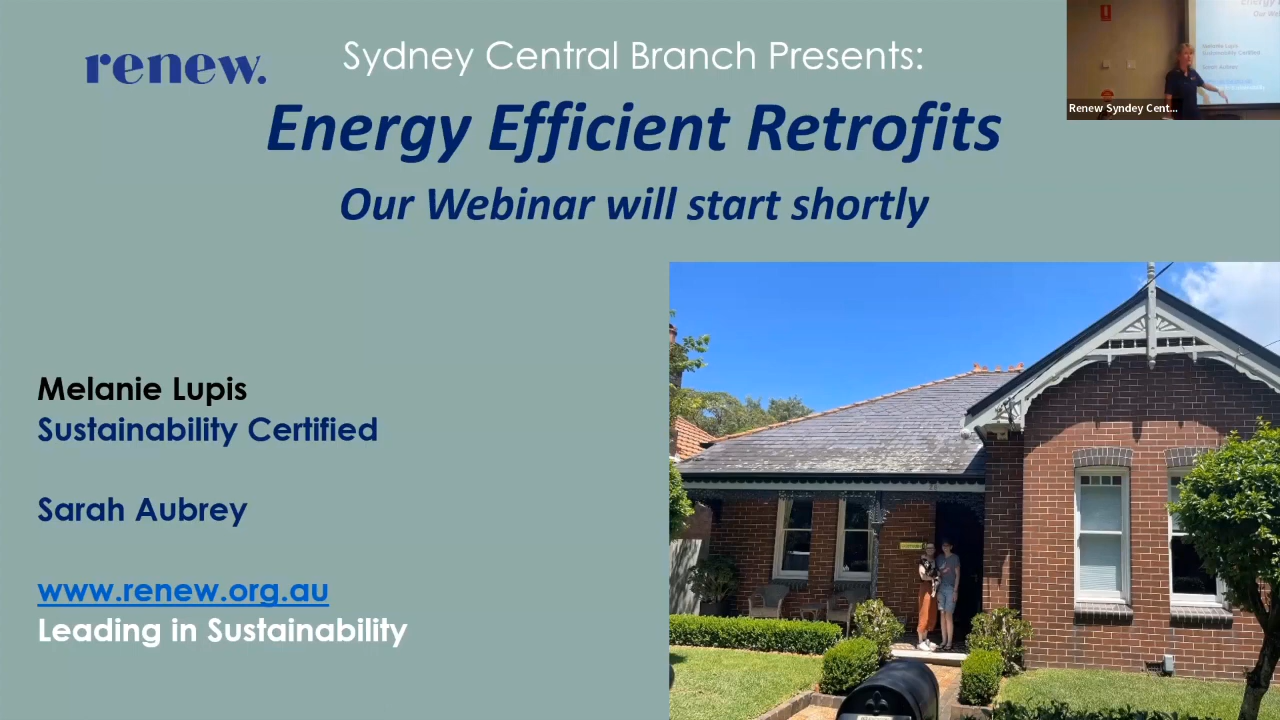 renew.
Sydney Central Branch Presents:
Energy Efficient Retrofits
Our Webinar will start shortly
Renew Syndey Cent...
Melanie Lupis
Sustainability Certified
Sarah Aubrey
www.renew.org.au
Leading in Sustainability